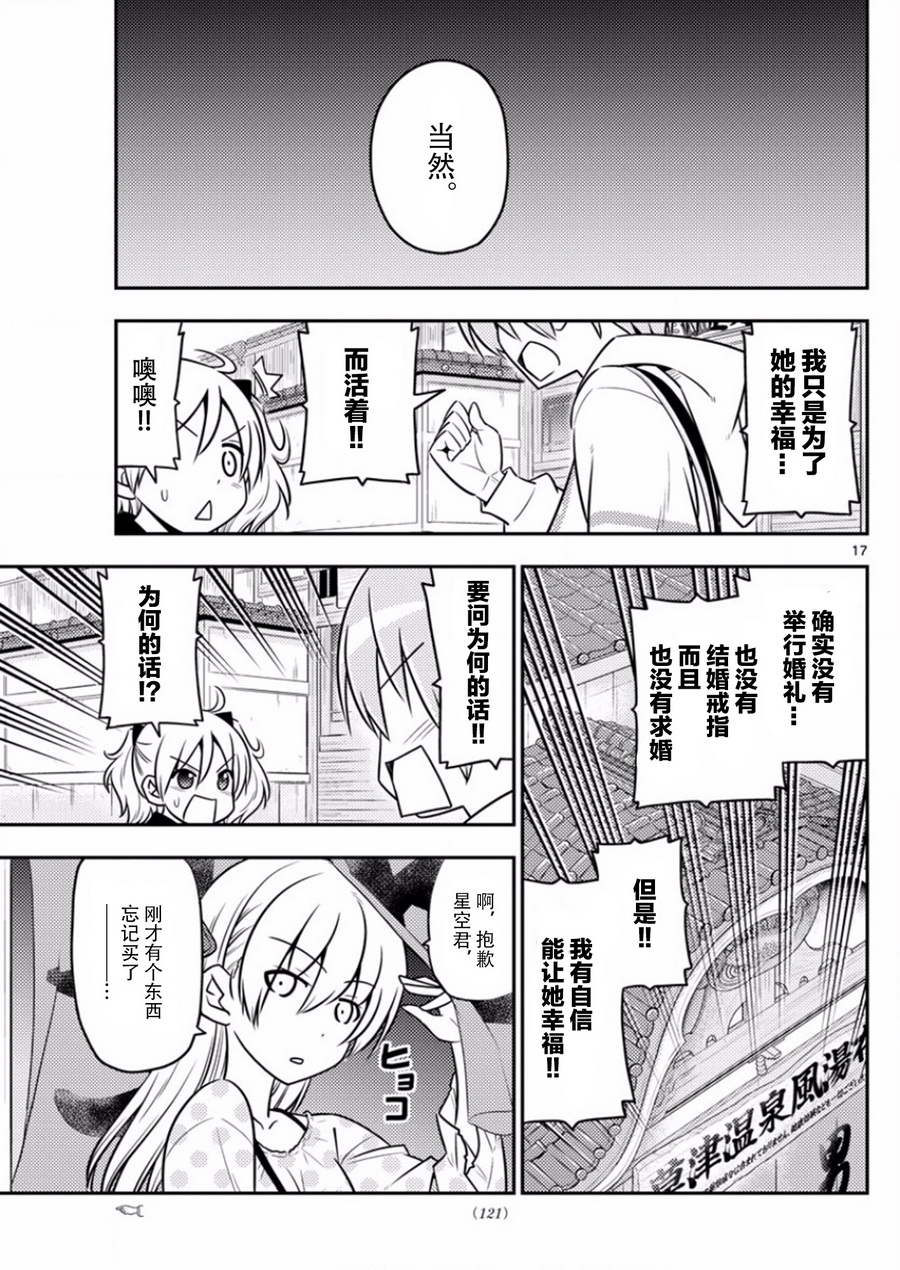 当然。
我只是为了
她的幸福…
而活着!!
噢噢!!
17
确实没有
举行婚礼…
也没有
结婚戒指
而且
也没有求婚
但是!!
我有自信
能让她幸福!!
草津温泉風湯
男
要问为何的话!!
为何的话!?
啊，抱歉
星空君，
刚才有个东西
忘记买了
……
ヒョコ
(121)